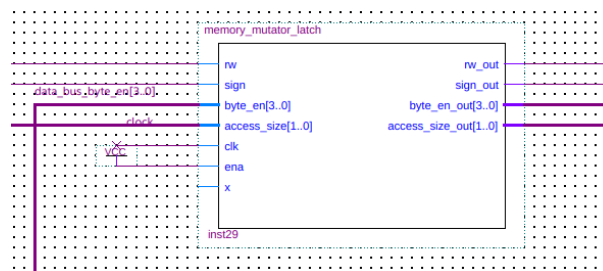 memory_mutator_latch
rw rw_out
sign sign_out
data_bus_byte_en[3..0]
byte_en[3..0] byte_en_out[3..0]
clock access_size[1..0] access_size_out[1..0]
clk
VCC
ena
x
inst29